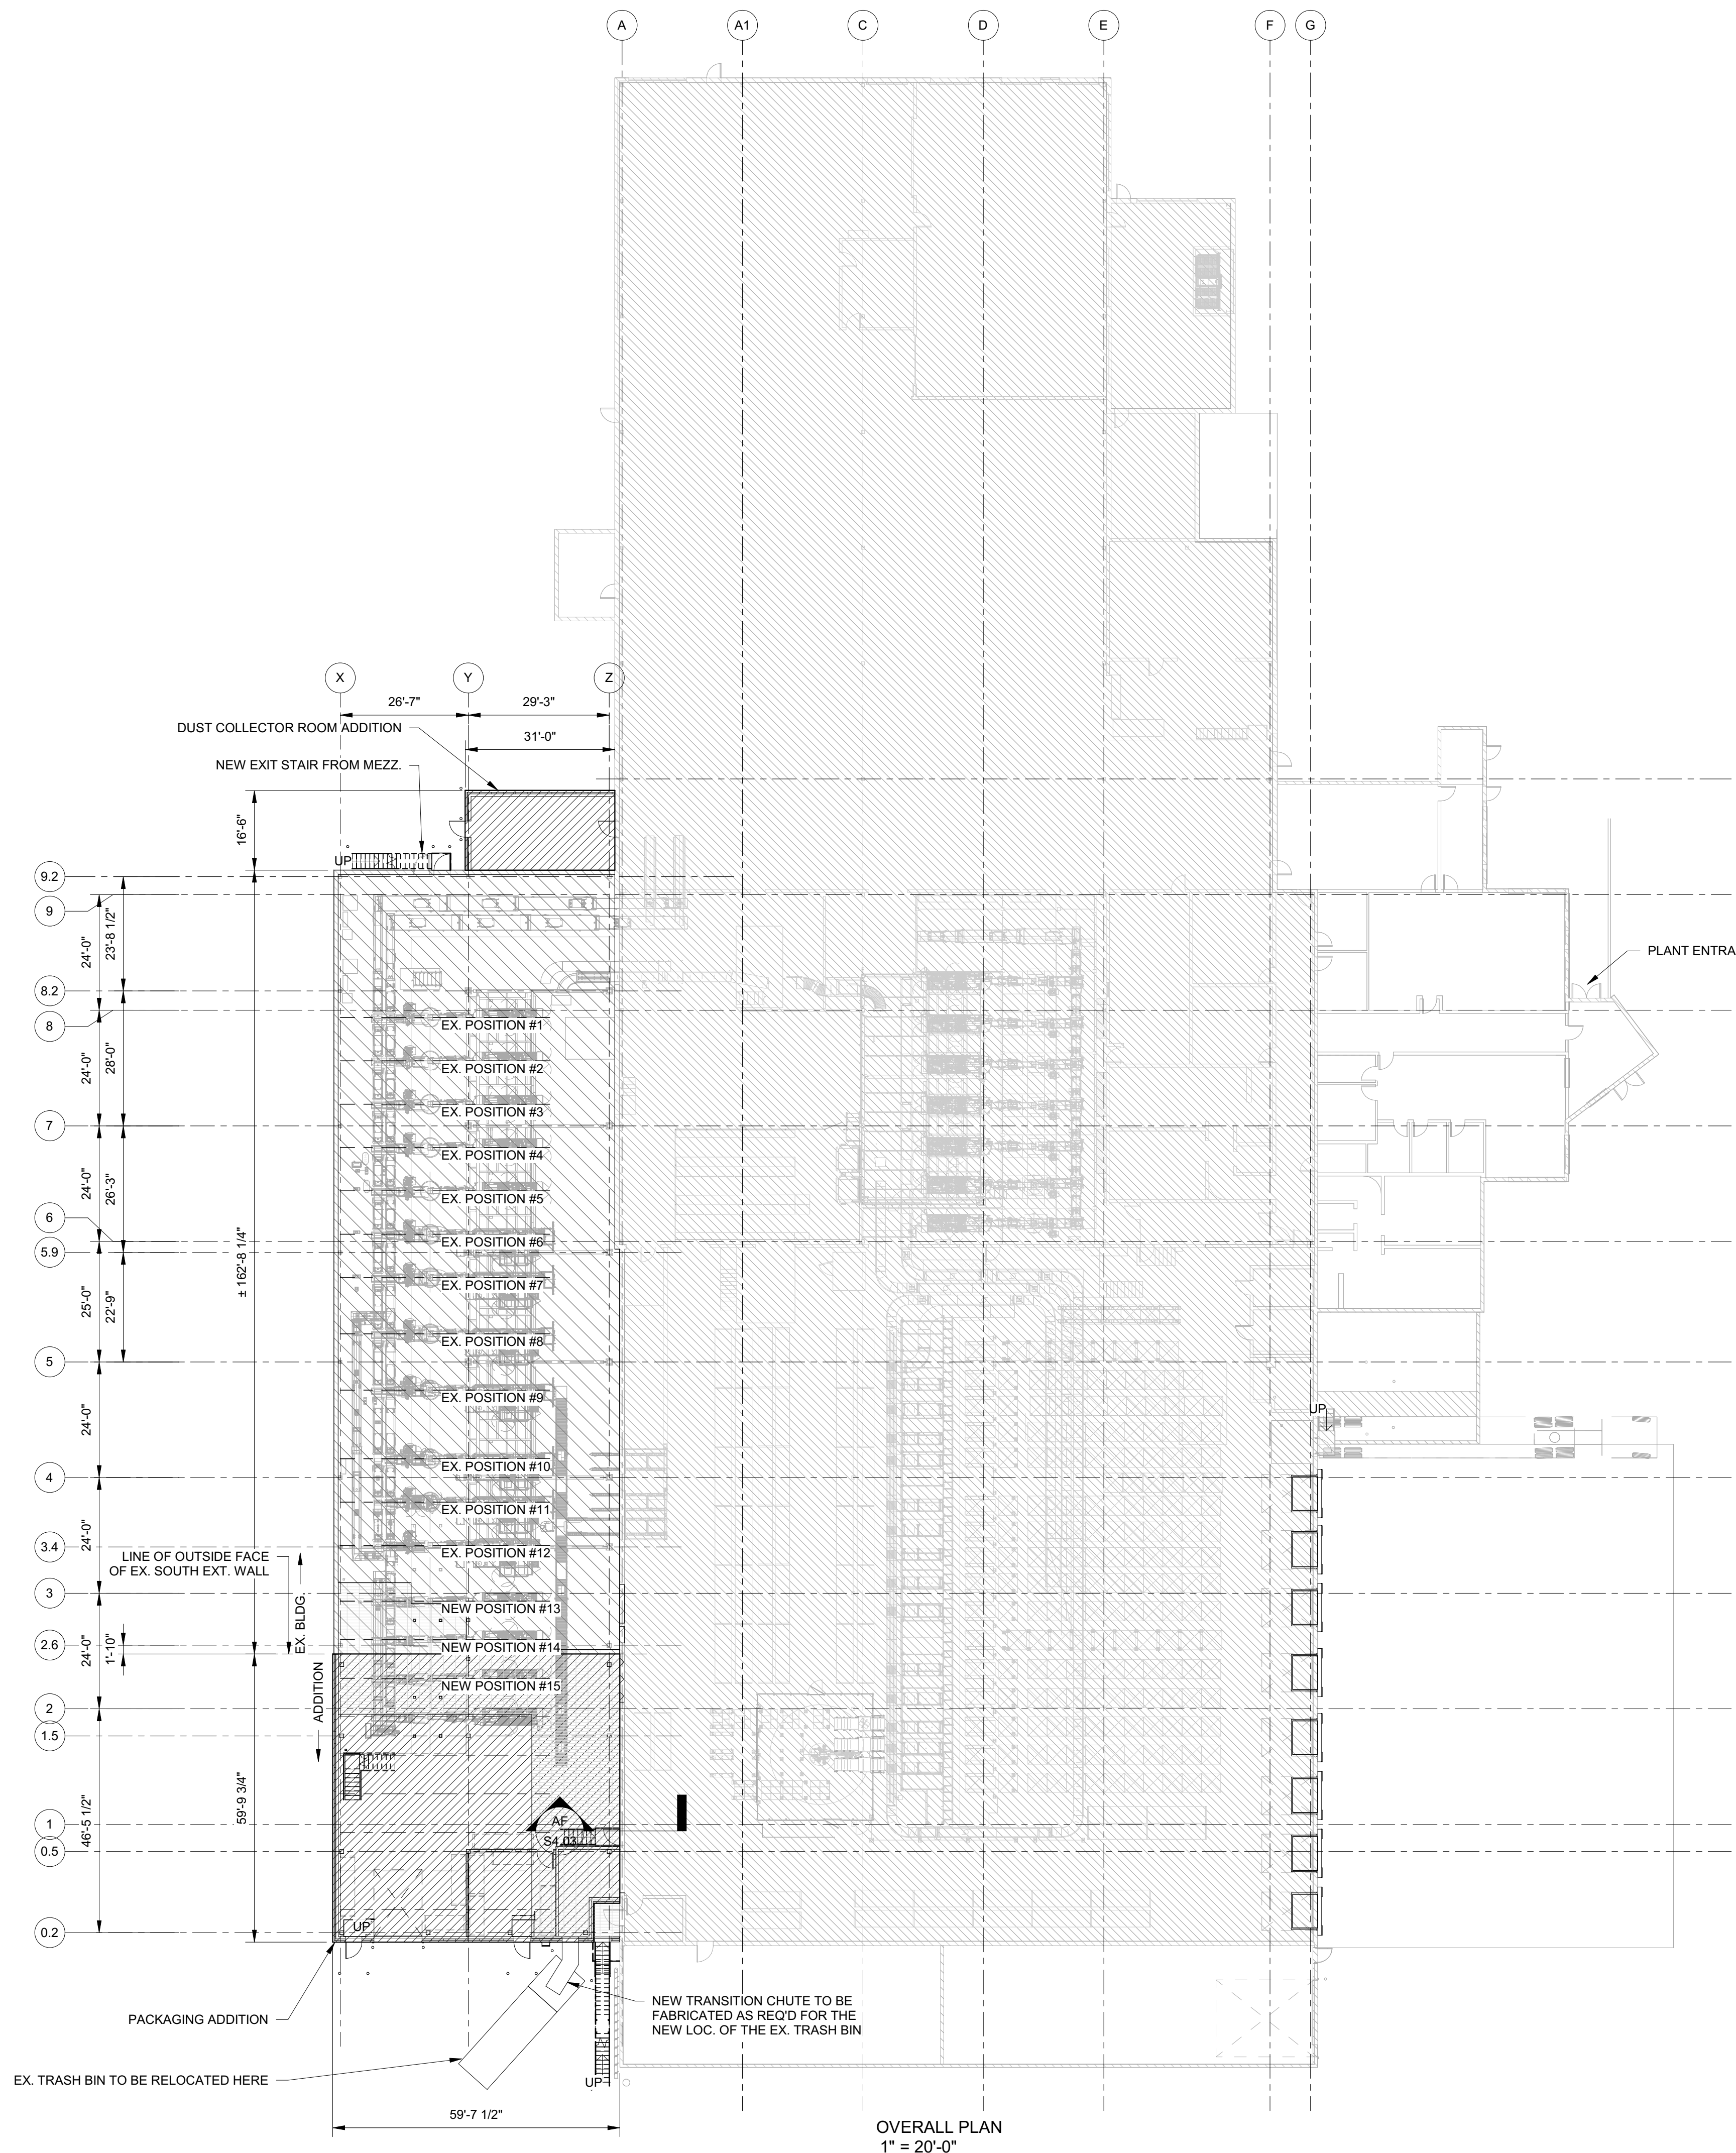 A
A1
C
D
E
F
G
X
Y
Z
26'-7"
29'-3"
DUST COLLECTOR ROOM ADDITION
31'-0"
NEW EXIT STAIR FROM MEZZ.
16'-6"
UP
9.2
9
24'-0"
23'-8 1/2"
PLANT ENTRA
8.2
8
EX. POSITION #1
24'-0"
28'-0"
EX. POSITION #2
EX. POSITION #3
7
EX. POSITION #4
24'-0"
26'-3"
EX. POSITION #5
6
EX. POSITION #6
5.9
± 162'-8 1/4"
EX. POSITION #7
25'-0"
22'-9"
EX. POSITION #8
5
EX. POSITION #9
24'-0"
UP
EX. POSITION #10
4
EX. POSITION #11
24'-0"
3.4
EX. POSITION #12
LINE OF OUTSIDE FACE
OF EX. SOUTH EXT. WALL
3
EX. BLDG.
NEW POSITION #13
2.6
24'-0"
1'-10"
NEW POSITION #14
ADDITION
NEW POSITION #15
2
1.5
59'-9 3/4"
46'-5 1/2"
1
AF
S4.03
0.5
0.2
UP
NEW TRANSITION CHUTE TO BE
FABRICATED AS REQ'D FOR THE
NEW LOC. OF THE EX. TRASH BIN
PACKAGING ADDITION
EX. TRASH BIN TO BE RELOCATED HERE
UP
59'-7 1/2"
OVERALL PLAN
1" = 20'-0"